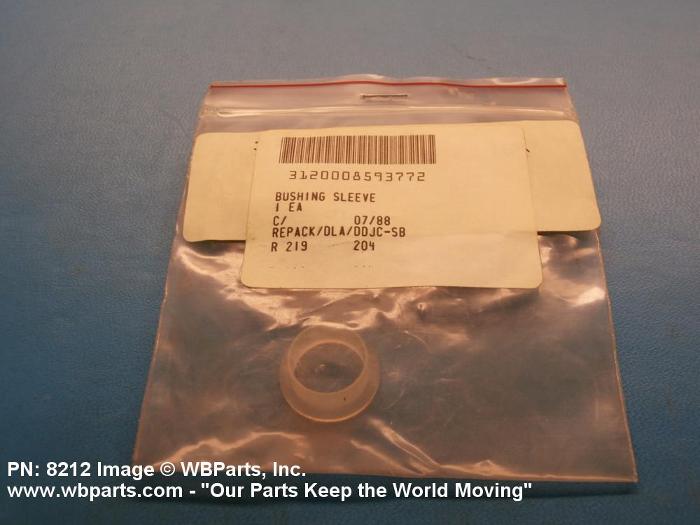 3120008593772
BUSHING SLEEVE
1 EA
C/ 07/88
REPACK/DLA/DDJC-SB
R 219 204
PN: 8212 Image © WBParts, Inc.
www.wbparts.com - "Our Parts Keep the World Moving"